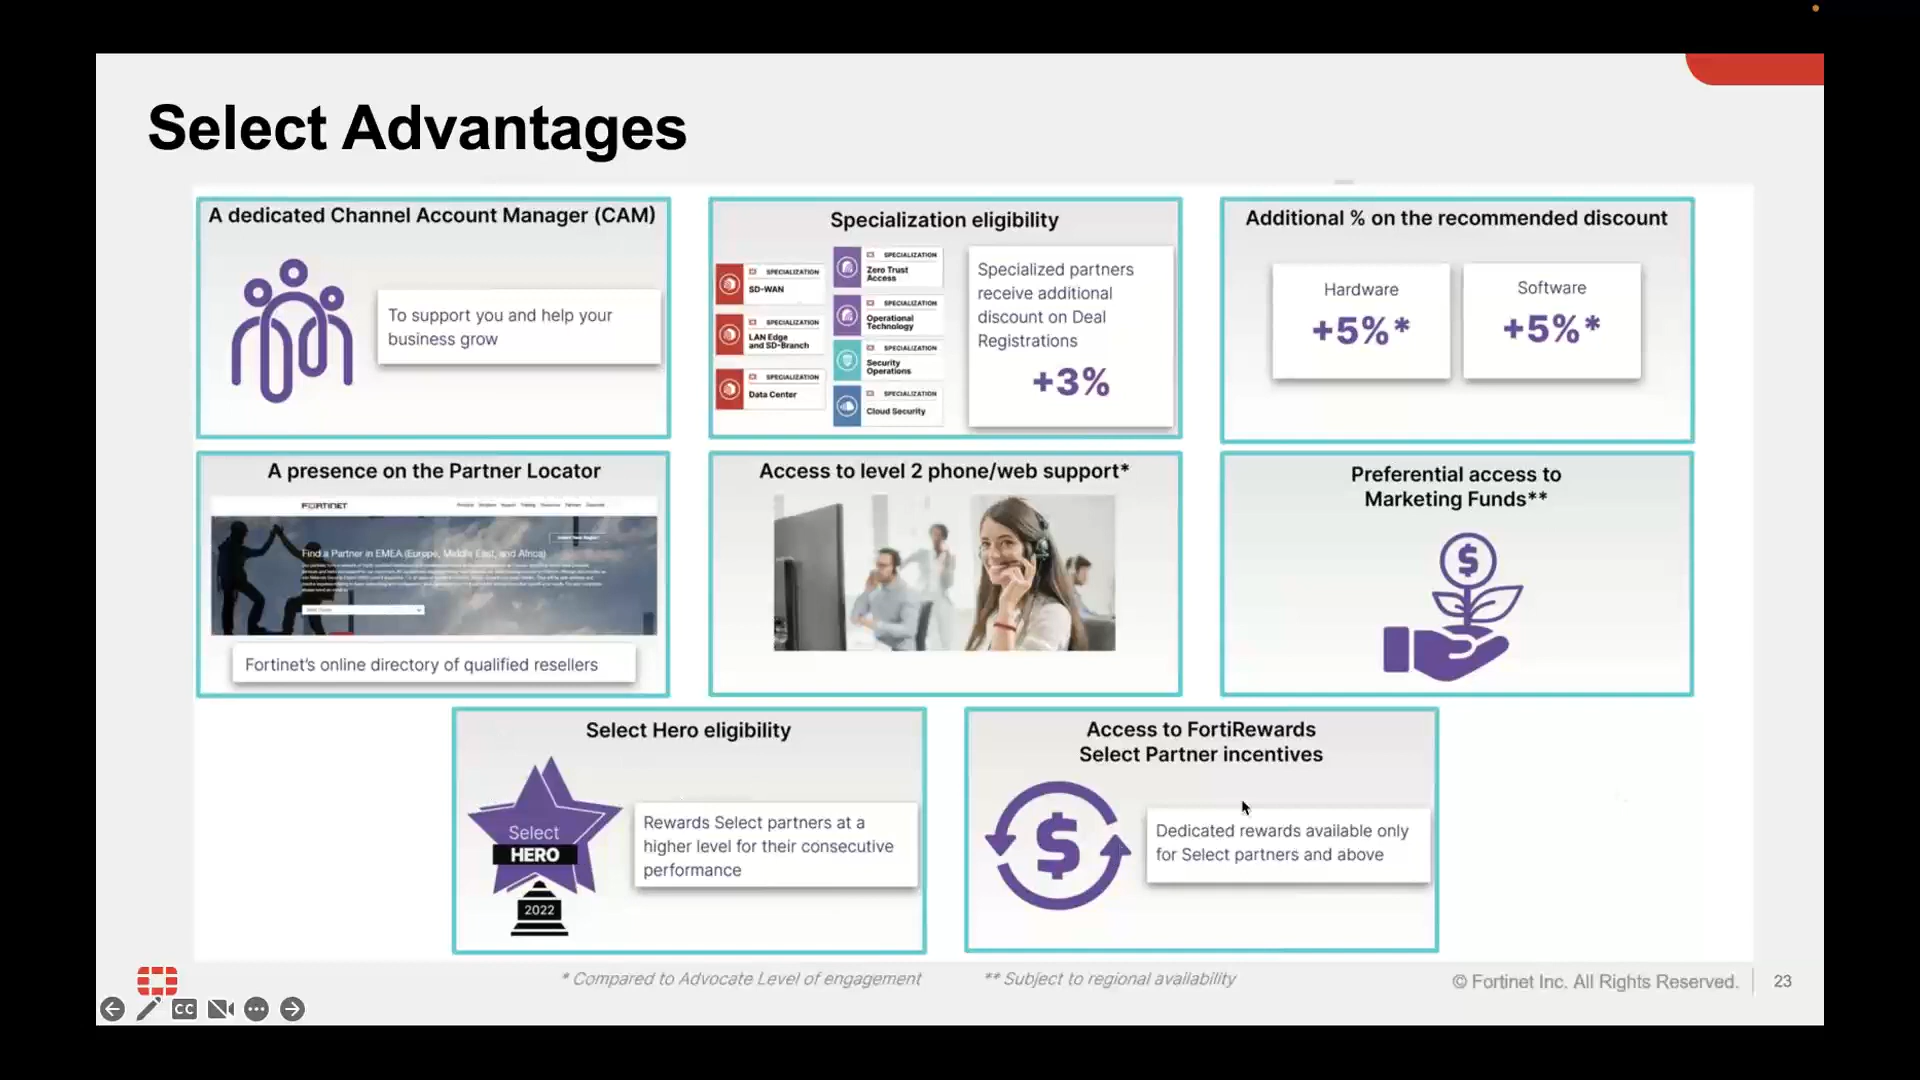 Select Advantages
A dedicated Channel Account Manager (CAM)
To support you and help your
business grow
Specialization eligibility
SPECIALIZATION
SD-WAN
SPECIALIZATION
LAN Edge
and SD-Branch
SPECIALIZATION
Data Center
SPECIALIZATION
Zero Trust
Access
SPECIALIZATION
Operational
Technology
SPECIALIZATION
Security
Operations
SPECIALIZATION
Cloud Security
Specialized partners
receive additional
discount on Deal
Registrations
+3%
Additional % on the recommended discount
Hardware
+5%*
Software
+5%*
A presence on the Partner Locator
FORTINET
Find a Partner in EMEA (Europe, Middle East, and Africa)
Fortinet's online directory of qualified resellers
Access to level 2 phone/web support*
Preferential access to
Marketing Funds**
$
Select Hero eligibility
Select
HERO
2022
Rewards Select partners at a
higher level for their consecutive
performance
Access to FortiRewards
Select Partner incentives
$
Dedicated rewards available only
for Select partners and above
* Compared to Advocate Level of engagement
** Subject to regional availability
© Fortinet Inc. All Rights Reserved.
23
CC